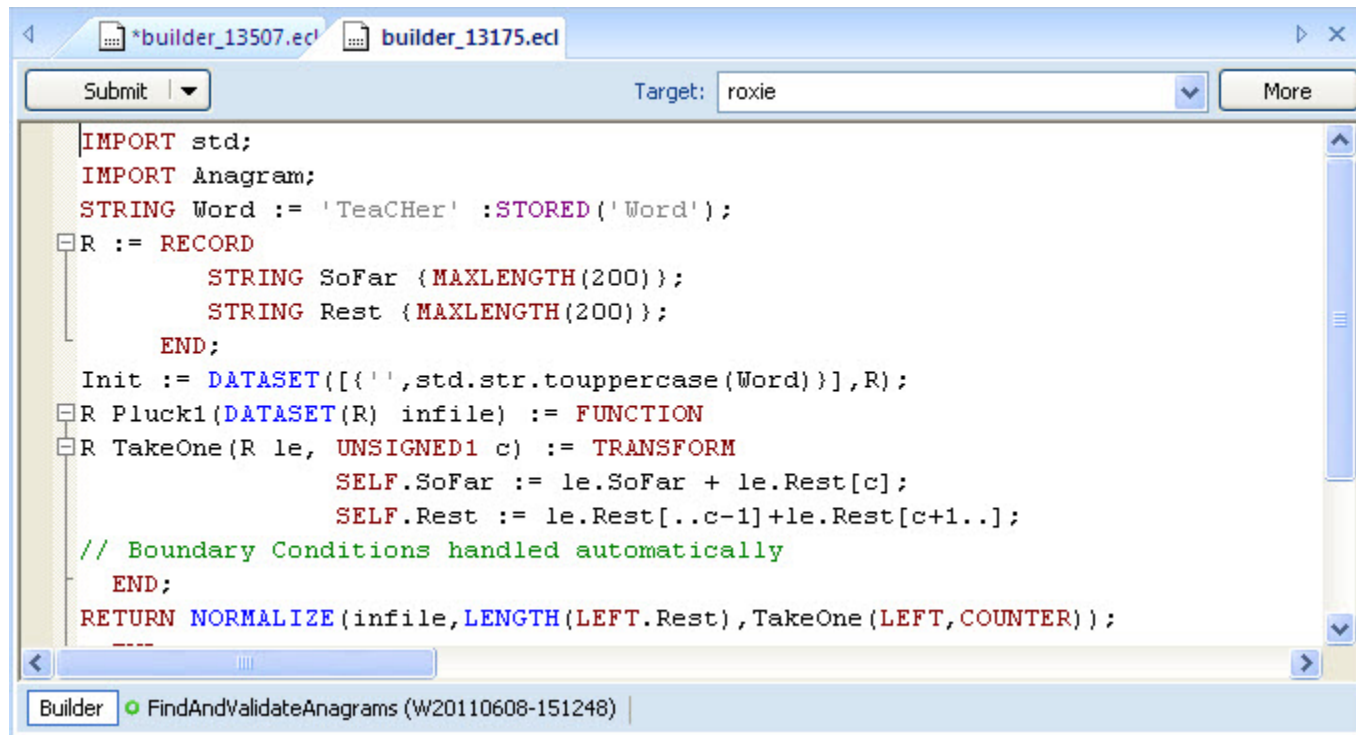 *builder_13507.ecl builder_13175.ecl
Submit Target: roxie More
IMPORT std;
IMPORT Anagram;
STRING Word := 'TeaCHer' :STORED('Word');
R := RECORD
STRING SoFar {MAXLENGTH(200)};
STRING Rest {MAXLENGTH(200)};
END;
Init := DATASET([{'',std.str.touppercase(Word)}],R);
R Pluck1(DATASET(R) infile) := FUNCTION
R TakeOne(R le, UNSIGNED1 c) := TRANSFORM
SELF.SoFar := le.SoFar + le.Rest[c];
SELF.Rest := le.Rest[..c-1]+le.Rest[c+1..];
// Boundary Conditions handled automatically
END;
RETURN NORMALIZE(infile,LENGTH(LEFT.Rest),TakeOne(LEFT,COUNTER));
Builder FindAndValidateAnagrams (W20110608-151248)